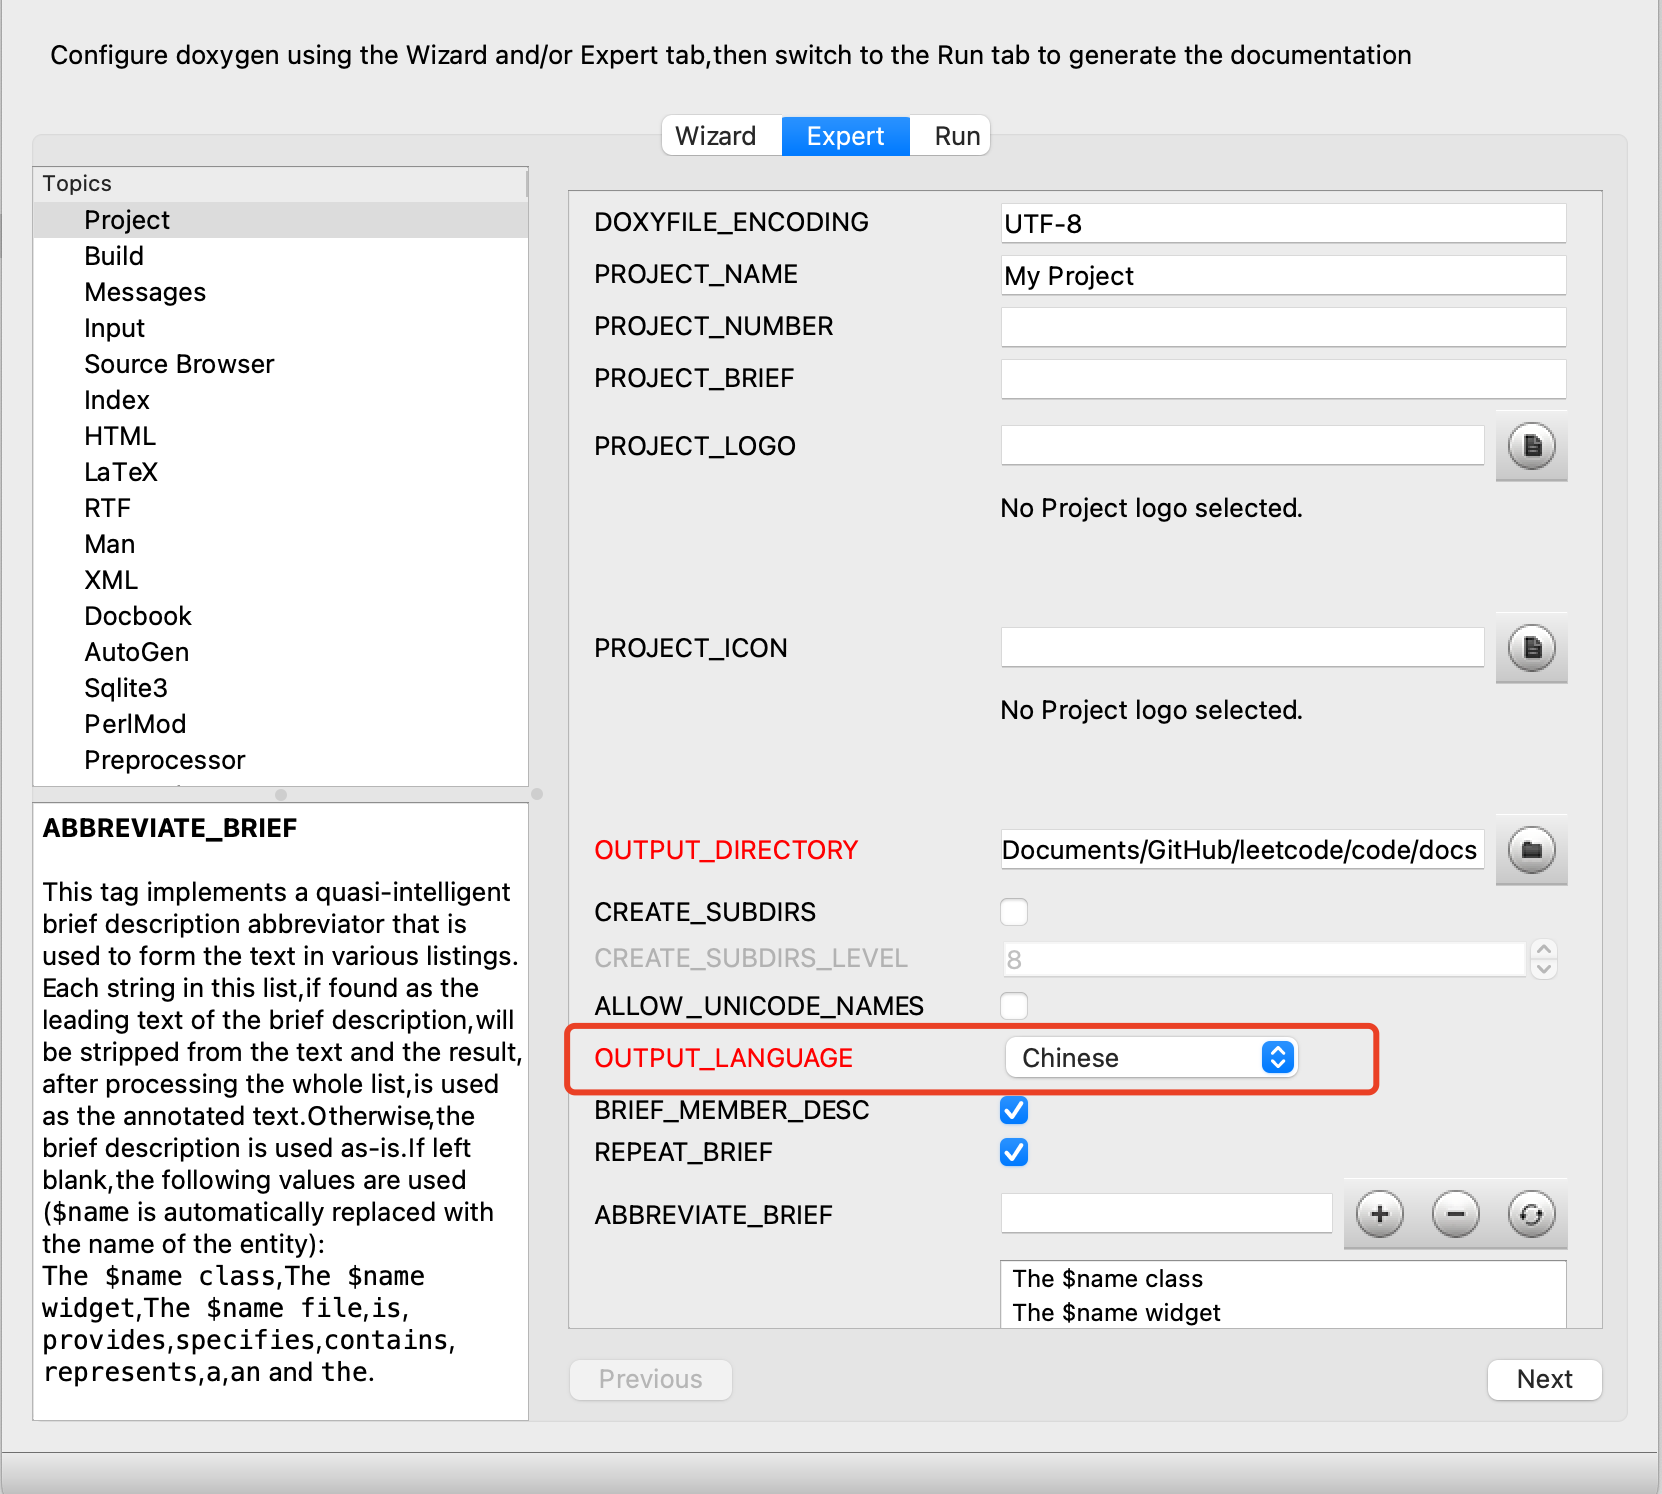 Configure doxygen using the Wizard and/or Expert tab,then switch to the Run tab to generate the documentation
Wizard
Expert
Run
Topics
Project
Build
Messages
Input
Source Browser
Index
HTML
LaTeX
RTF
Man
XML
Docbook
AutoGen
Sqlite3
PerlMod
Preprocessor
ABBREVIATE_BRIEF
This tag implements a quasi-intelligent
brief description abbreviator that is
used to form the text in various listings.
Each string in this list,if found as the
leading text of the brief description,will
be stripped from the text and the result,
after processing the whole list,is used
as the annotated text.Otherwise,the
brief description is used as-is.If left
blank,the following values are used
($name is automatically replaced with
the name of the entity):
The $name class,The $name
widget,The $name file,is,
provides,specifies,contains,
represents,a,an and the.
DOXYFILE_ENCODING UTF-8
PROJECT_NAME My Project
PROJECT_NUMBER
PROJECT_BRIEF
PROJECT_LOGO
No Project logo selected.
PROJECT_ICON
No Project logo selected.
OUTPUT_DIRECTORY Documents/GitHub/leetcode/code/docs
CREATE_SUBDIRS
CREATE_SUBDIRS_LEVEL 8
ALLOW_UNICODE_NAMES
OUTPUT_LANGUAGE Chinese
BRIEF_MEMBER_DESC
REPEAT_BRIEF
ABBREVIATE_BRIEF
The $name class
The $name widget
Previous
Next